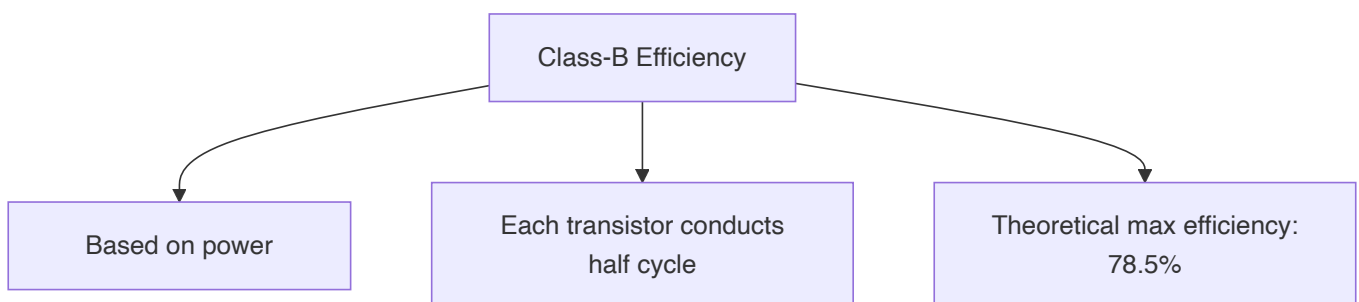 Class-B Efficiency
Based on power
Each transistor conducts
half cycle
Theoretical max efficiency:
78.5%